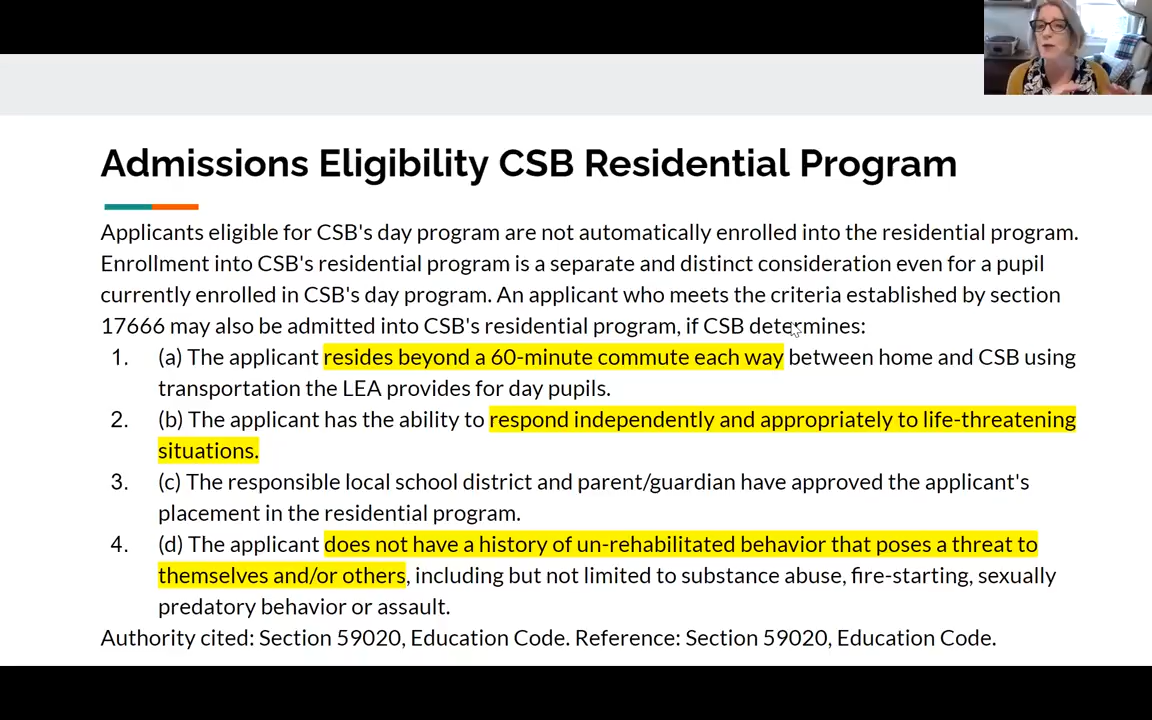 Admissions Eligibility CSB Residential Program
Applicants eligible for CSB's day program are not automatically enrolled into the residential program.
Enrollment into CSB's residential program is a separate and distinct consideration even for a pupil
currently enrolled in CSB's day program. An applicant who meets the criteria established by section
17666 may also be admitted into CSB's residential program, if CSB determines:
1. (a) The applicant resides beyond a 60-minute commute each way between home and CSB using
transportation the LEA provides for day pupils.
2. (b) The applicant has the ability to respond independently and appropriately to life-threatening
situations.
3. (c) The responsible local school district and parent/guardian have approved the applicant's
placement in the residential program.
4. (d) The applicant does not have a history of un-rehabilitated behavior that poses a threat to
themselves and/or others, including but not limited to substance abuse, fire-starting, sexually
predatory behavior or assault.
Authority cited: Section 59020, Education Code. Reference: Section 59020, Education Code.